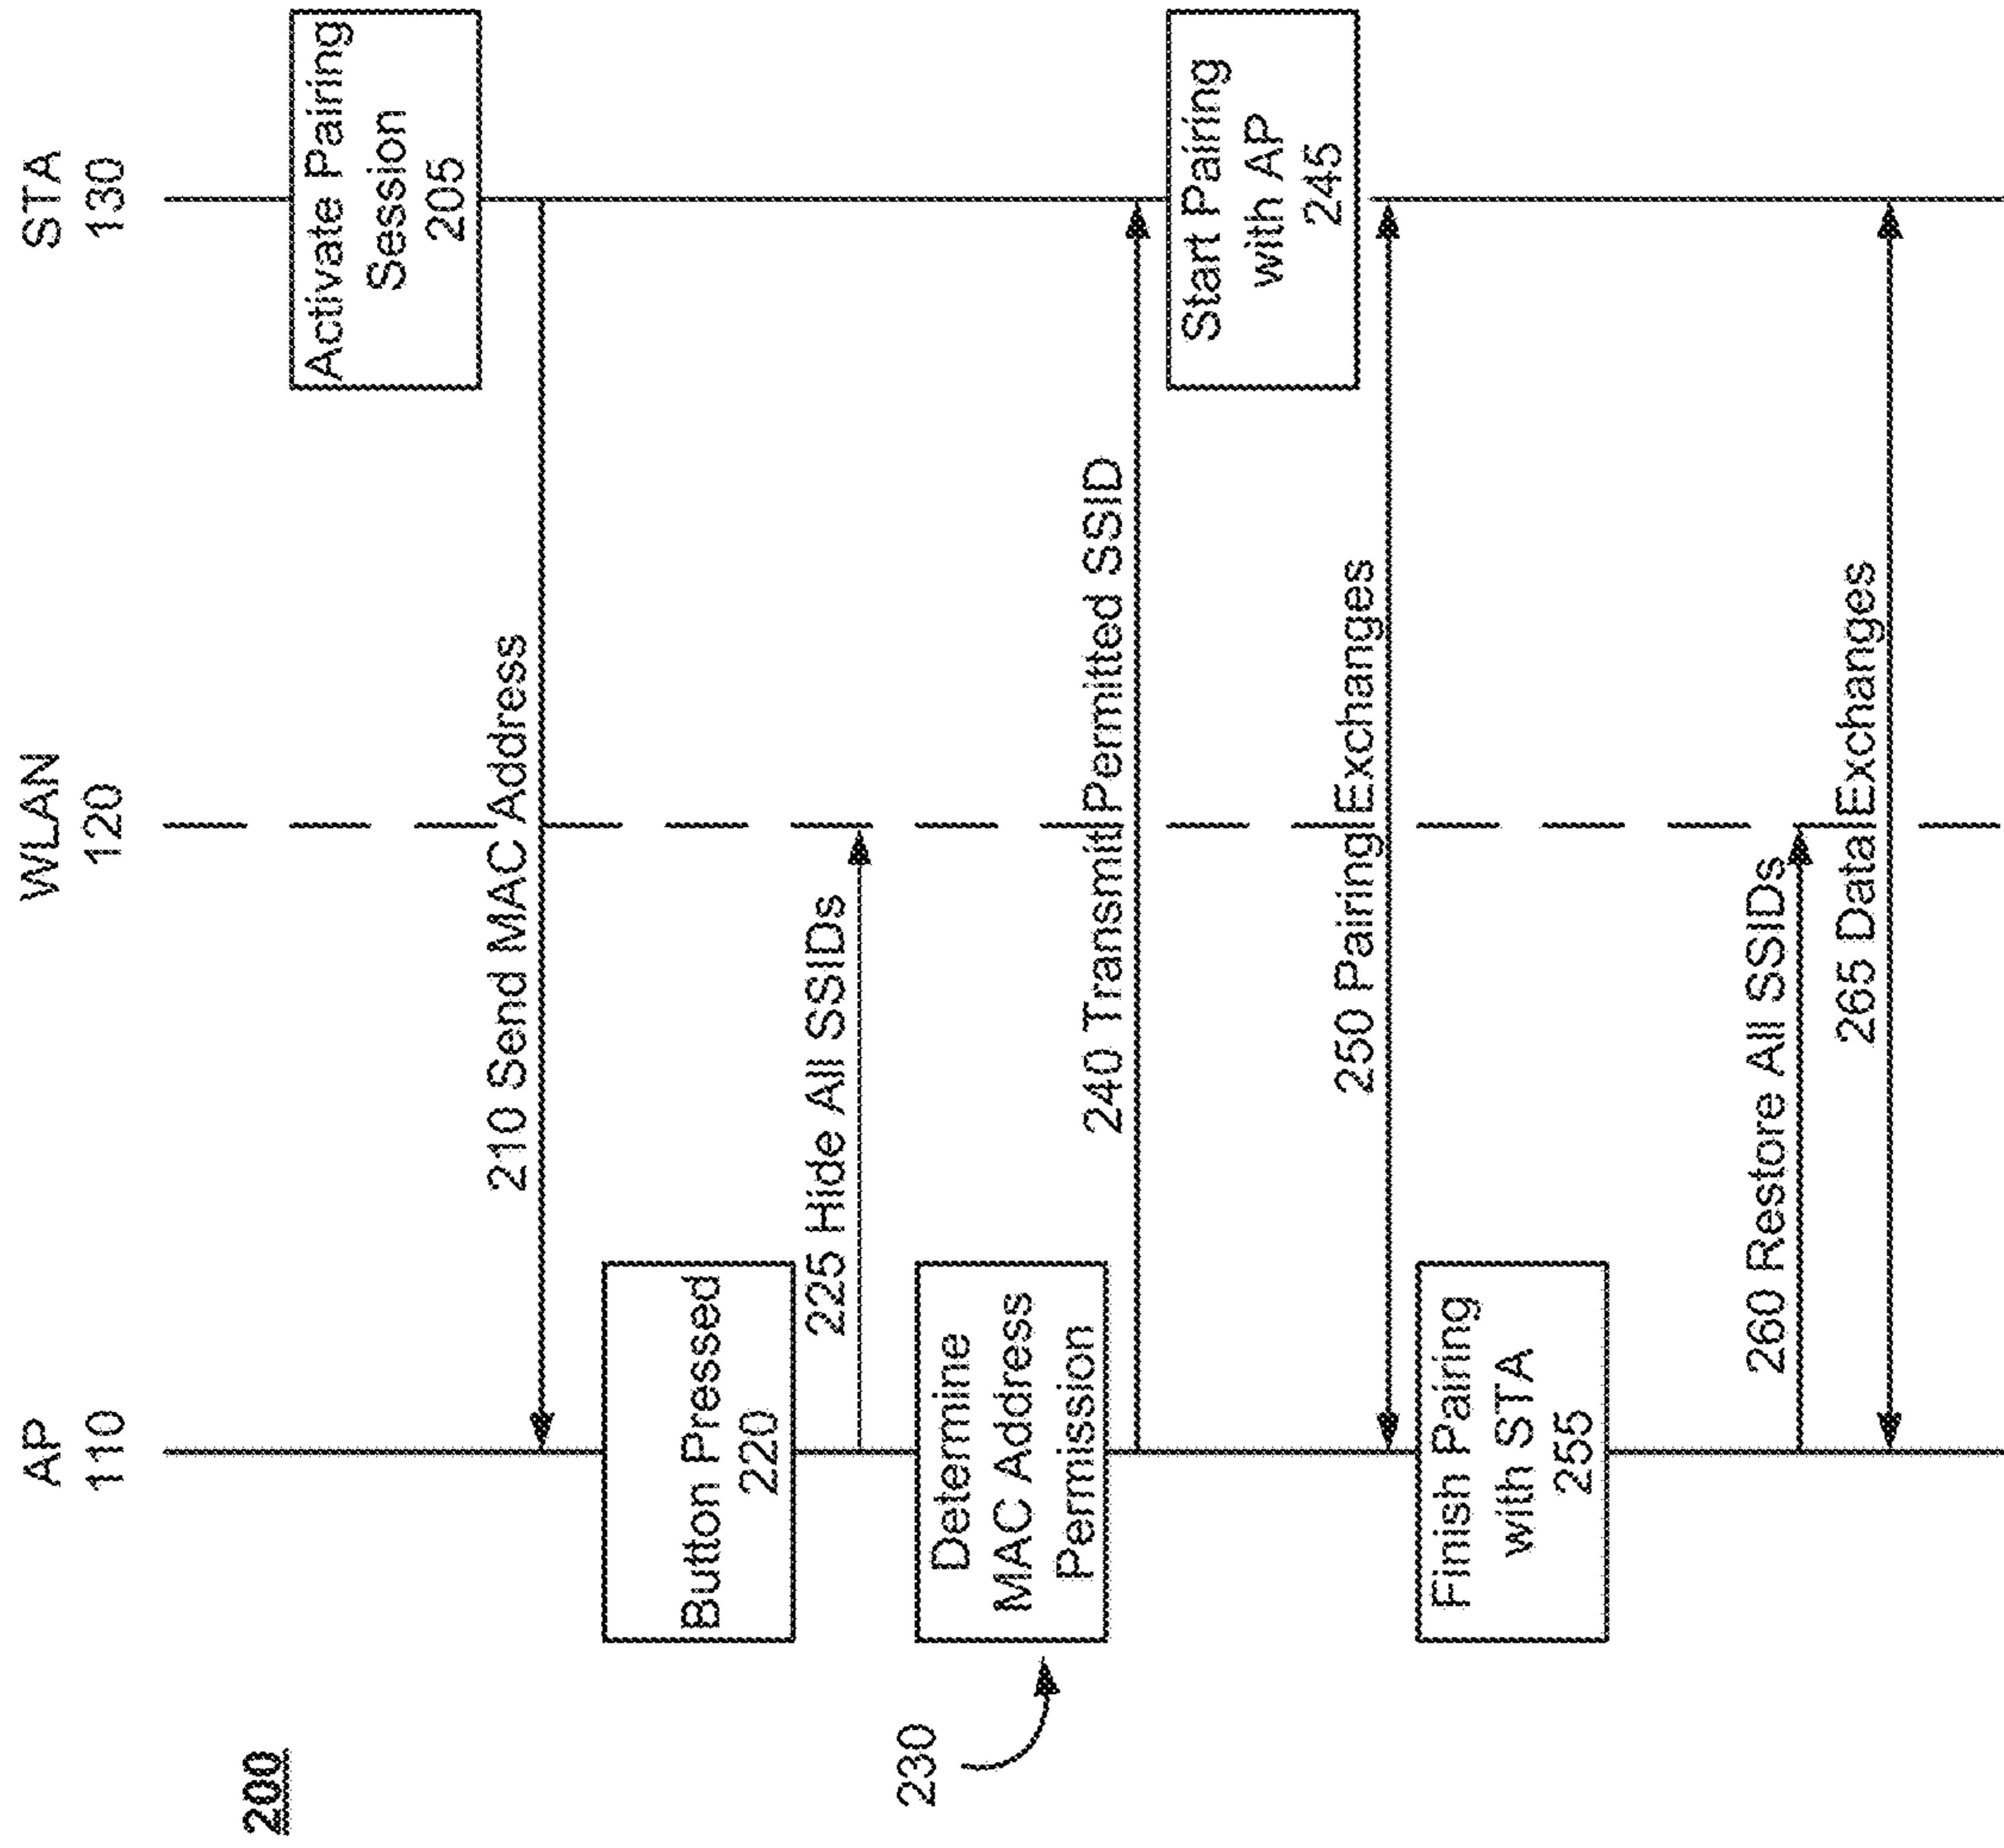 200
AP
110
WLAN
120
STA
130
Activate Pairing
Session
205
210 Send MAC Address
Button Pressed
220
225 Hide All SSIDs
230
Determine
MAC Address
Permission
240 Transmit Permitted SSID
Start Pairing
with AP
245
250 Pairing Exchanges
Finish Pairing
with STA
255
260 Restore All SSIDs
265 Data Exchanges